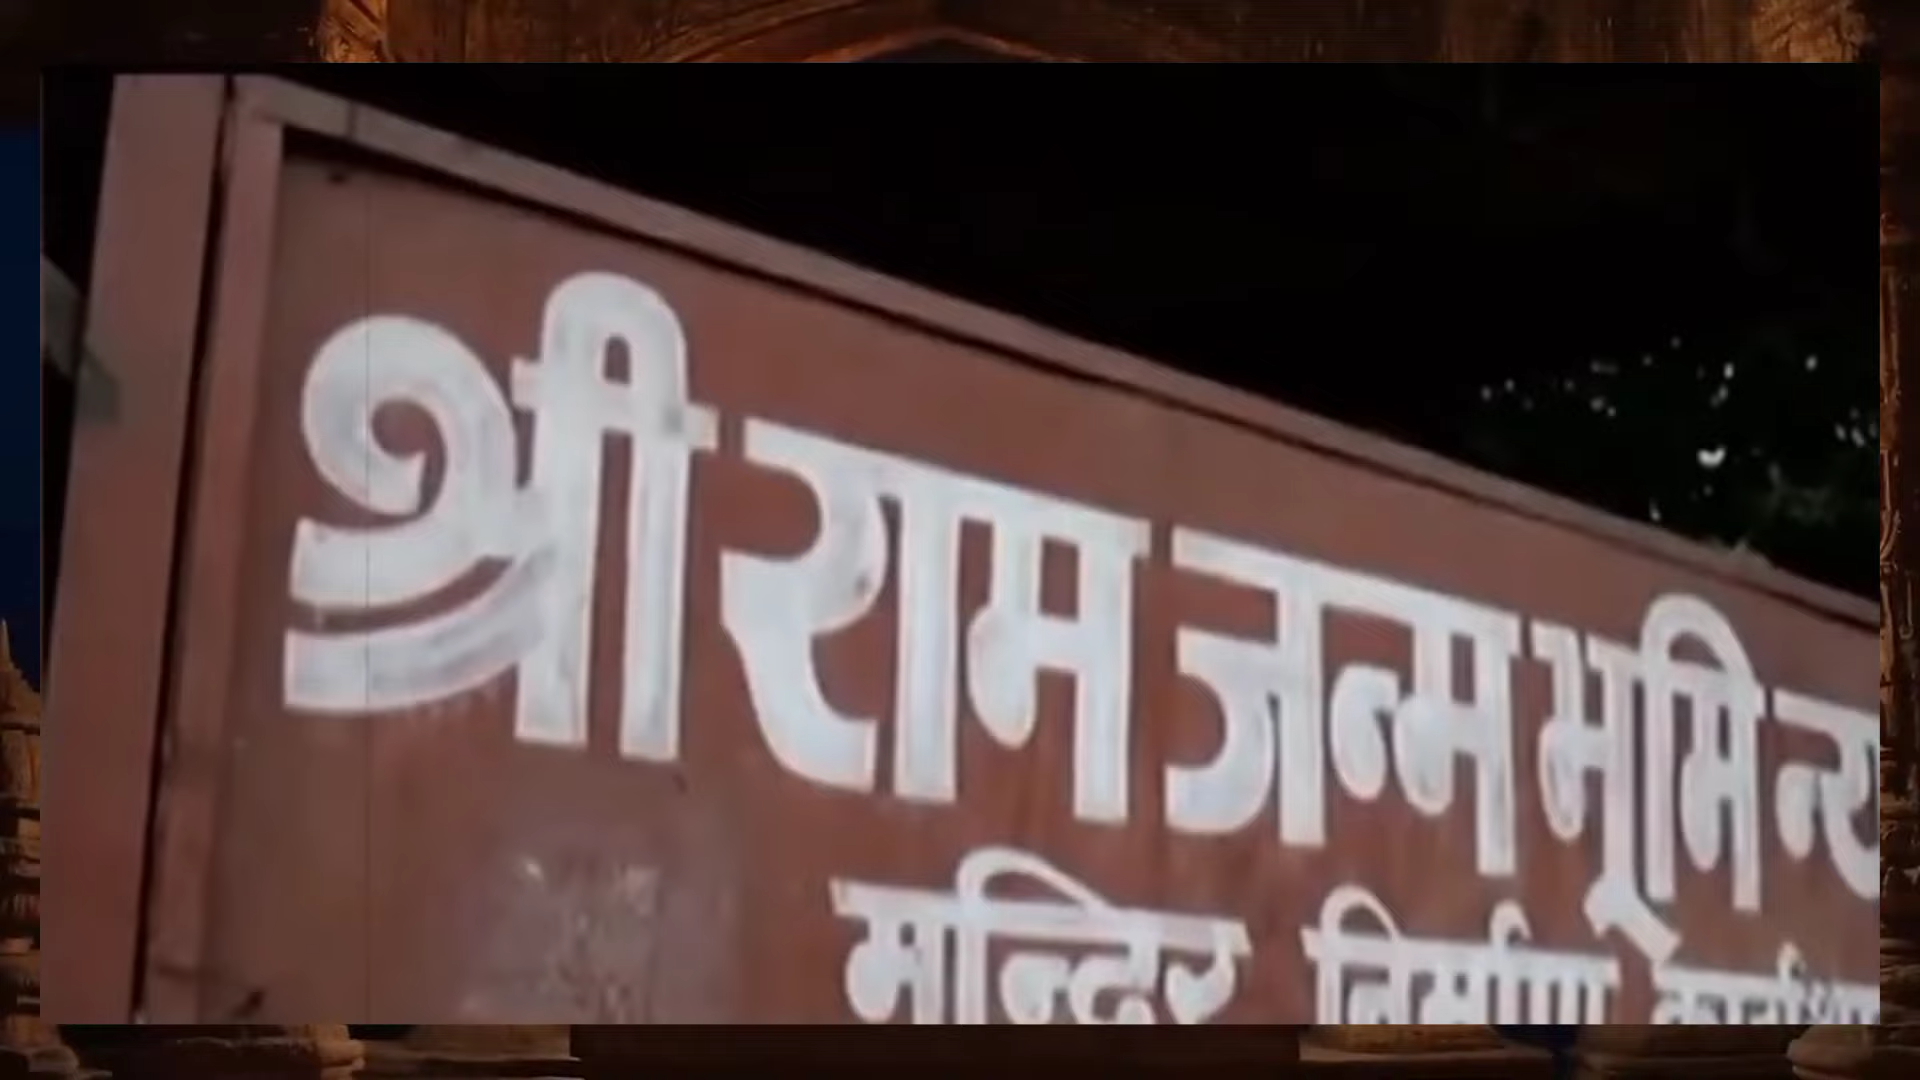 श्री राम जन्म भूमि
मन्दिर निर्माण